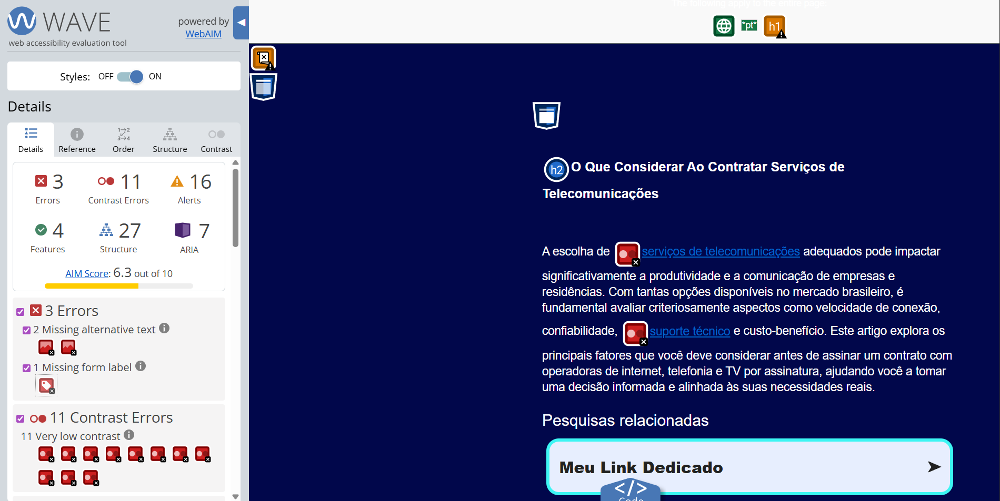 WAVE
web accessibility evaluation tool
powered by
WebAIM
Styles: OFF ON
Details
Details Reference Order Structure Contrast
3 11 16
Errors Contrast Errors Alerts
4 27 7
Features Structure ARIA
AIM Score: 6.3 out of 10
3 Errors
2 Missing alternative text
1 Missing form label
11 Contrast Errors
11 Very low contrast
The following apply to the entire page:
*pt* h1
h2 O Que Considerar Ao Contratar Serviços de
Telecomunicações
A escolha de serviços de telecomunicações adequados pode impactar
significativamente a produtividade e a comunicação de empresas e
residências. Com tantas opções disponíveis no mercado brasileiro, é
fundamental avaliar criteriosamente aspectos como velocidade de conexão,
confiabilidade, suporte técnico e custo-benefício. Este artigo explora os
principais fatores que você deve considerar antes de assinar um contrato com
operadoras de internet, telefonia e TV por assinatura, ajudando você a tomar
uma decisão informada e alinhada às suas necessidades reais.
Pesquisas relacionadas
Meu Link Dedicado
</> Code